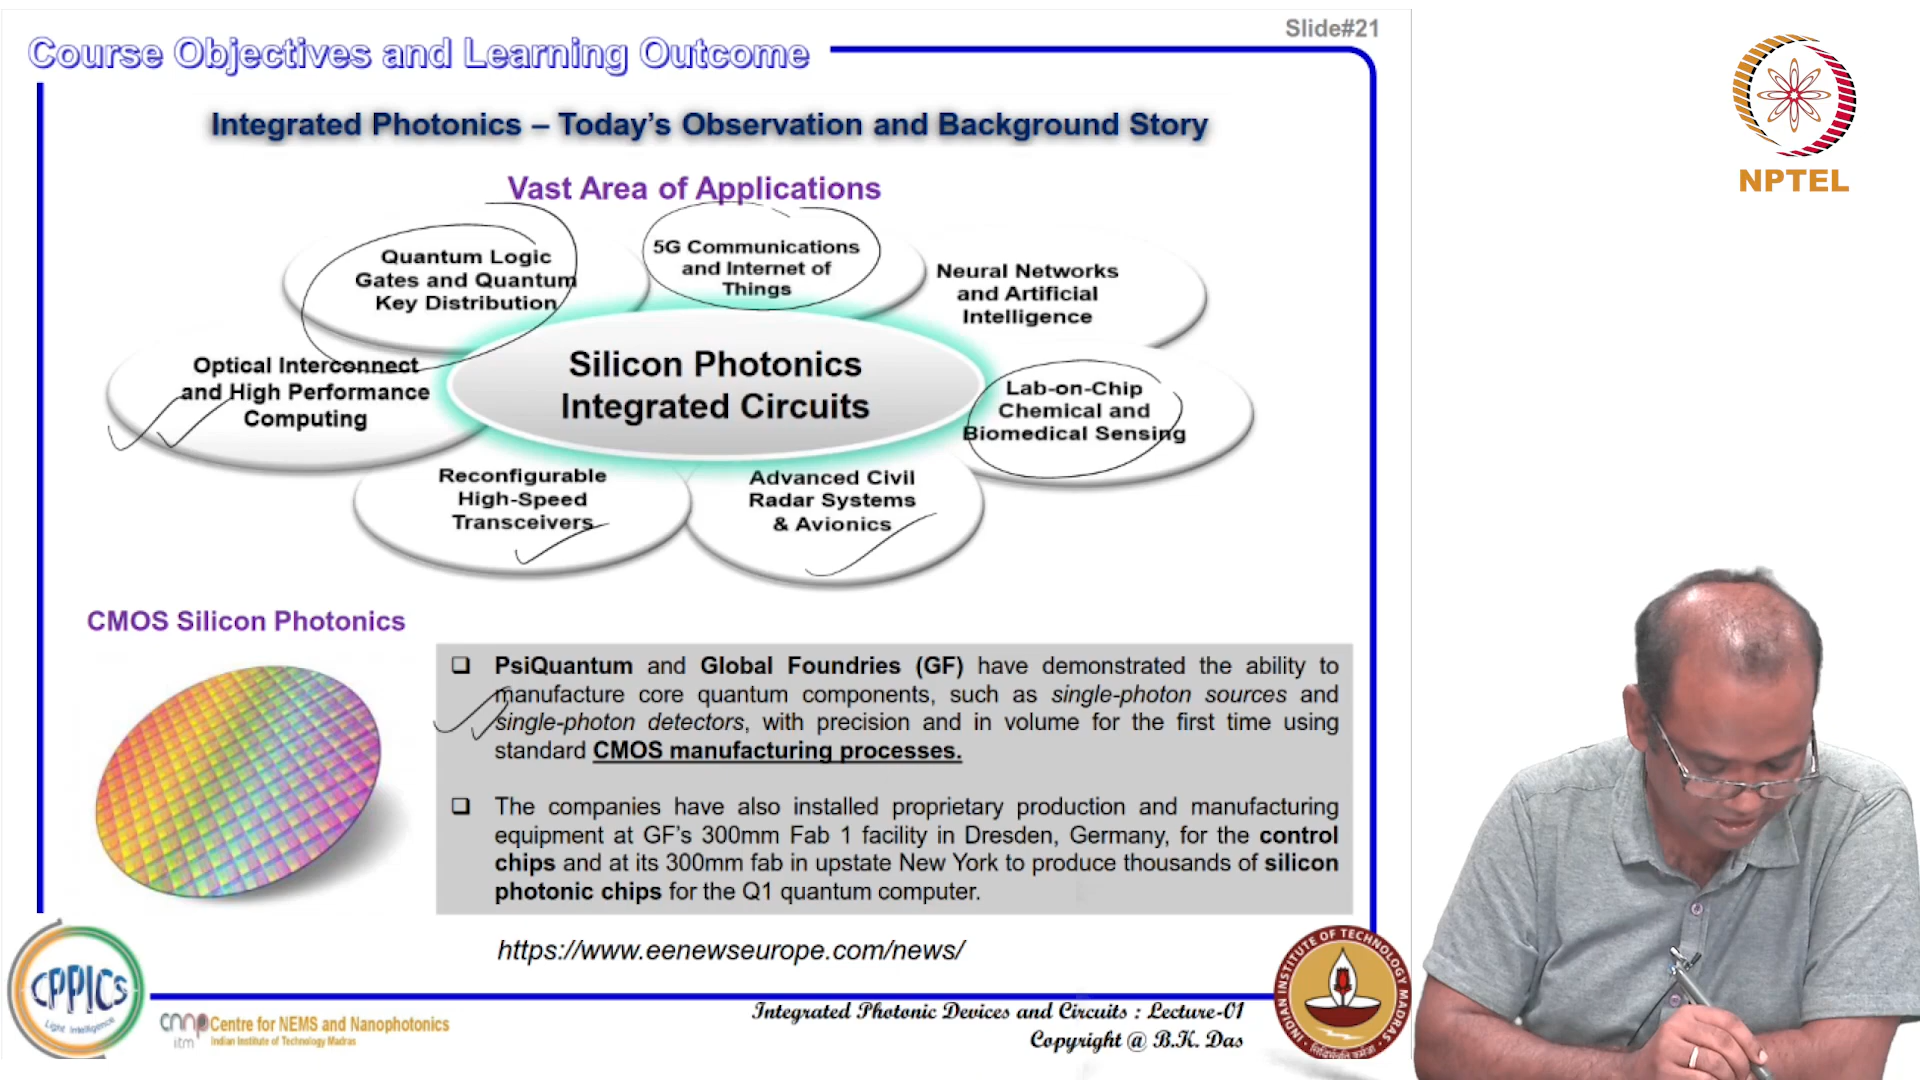 Slide#21
Course Objectives and Learning Outcome
NPTEL
Integrated Photonics – Today's Observation and Background Story
Vast Area of Applications
Quantum Logic
Gates and Quantum
Key Distribution
5G Communications
and Internet of
Things
Neural Networks
and Artificial
Intelligence
Optical Interconnect
and High Performance
Computing
Silicon Photonics
Integrated Circuits
Lab-on-Chip
Chemical and
Biomedical Sensing
Reconfigurable
High-Speed
Transceivers
Advanced Civil
Radar Systems
& Avionics
CMOS Silicon Photonics
❑ PsiQuantum and Global Foundries (GF) have demonstrated the ability to
manufacture core quantum components, such as single-photon sources and
single-photon detectors, with precision and in volume for the first time using
standard CMOS manufacturing processes.
❑ The companies have also installed proprietary production and manufacturing
equipment at GF's 300mm Fab 1 facility in Dresden, Germany, for the control
chips and at its 300mm fab in upstate New York to produce thousands of silicon
photonic chips for the Q1 quantum computer.
https://www.eenewseurope.com/news/
CPPICs
Light Intelligence
cnnp
itm
Centre for NEMS and Nanophotonics
Indian Institute of Technology Madras
Integrated Photonic Devices and Circuits : Lecture-01
Copyright @ B.K. Das
INDIAN INSTITUTE OF TECHNOLOGY MADRAS